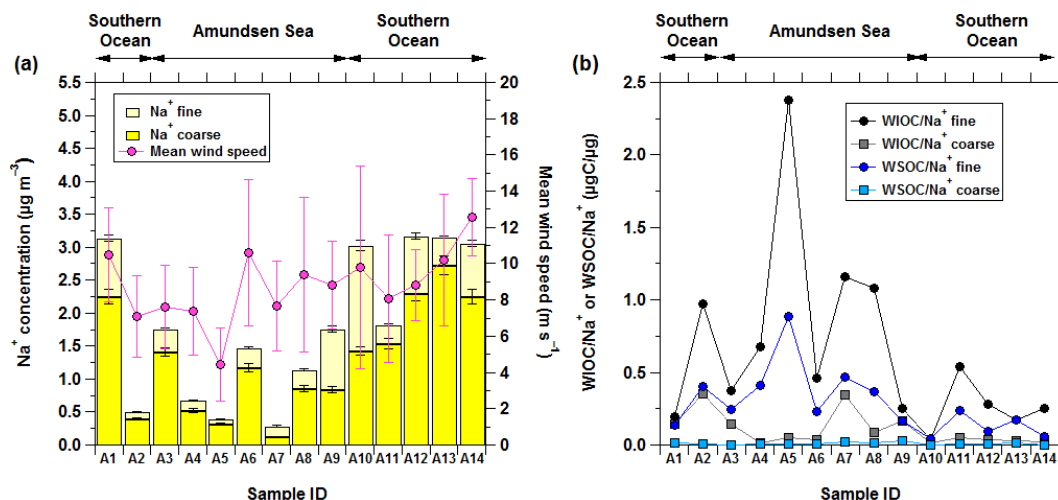 Southern
Ocean
Amundsen Sea
Southern
Ocean
(a)
5.5
5.0
4.5
4.0
3.5
3.0
2.5
2.0
1.5
1.0
0.5
0.0
Na⁺ concentration (µg m⁻³)
Na⁺ fine
Na⁺ coarse
Mean wind speed
20
18
16
14
12
10
8
6
4
2
0
Mean wind speed (m s⁻¹)
A1 A2 A3 A4 A5 A6 A7 A8 A9 A10 A11 A12 A13 A14
Sample ID
Southern
Ocean
Amundsen Sea
Southern
Ocean
(b)
2.5
2.0
1.5
1.0
0.5
0.0
WIOC/Na⁺ or WSOC/Na⁺ (µgC/µg)
WIOC/Na⁺ fine
WIOC/Na⁺ coarse
WSOC/Na⁺ fine
WSOC/Na⁺ coarse
A1 A2 A3 A4 A5 A6 A7 A8 A9 A10 A11 A12 A13 A14
Sample ID